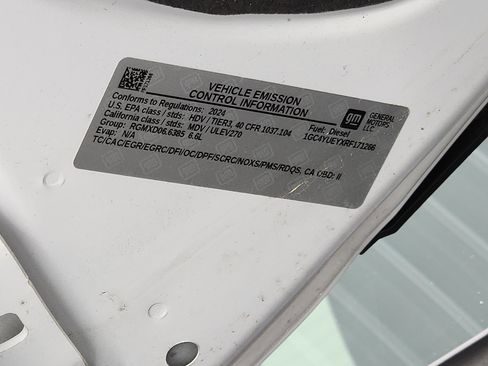 VEHICLE EMISSION
CONTROL INFORMATION
Conforms to Regulations: 2024
U.S. EPA class / stds: HDV / TIER3, 40 CFR 1037.104
California class / stds: MDV / ULEV270
Group: RGMXD06.6385 6.6L
Evap: N/A
TC/CAC/EGR/EGRC/DFI/OC/DPF/SCRC/NOXS/PMS/RDQS, CA OBD: II
Fuel: Diesel
1GC4YUEYXRF171266
gm
GENERAL
MOTORS
LLC